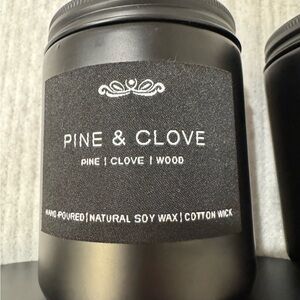 PINE & CLOVE
PINE | CLOVE | WOOD
HAND-POURED | NATURAL SOY WAX | COTTON WICK